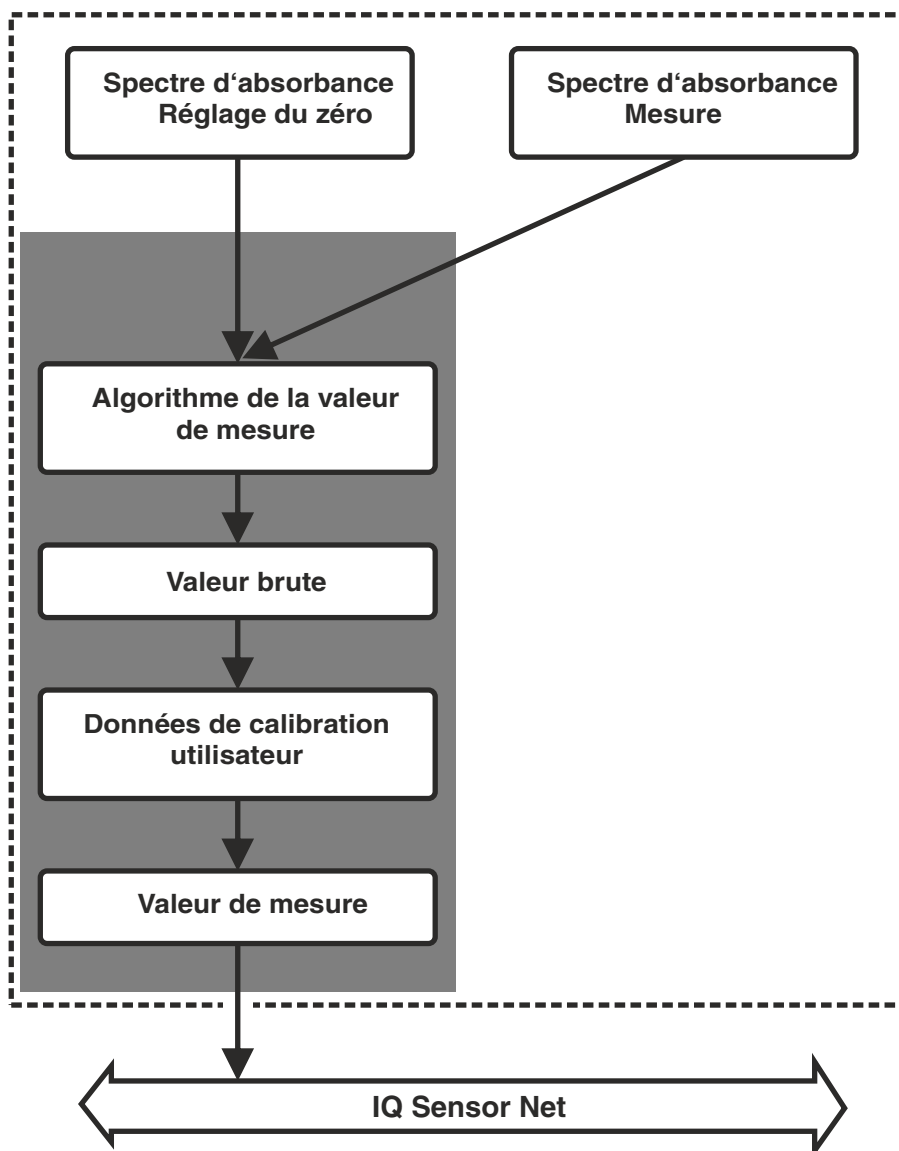 Spectre d‘absorbance
Réglage du zéro
Spectre d‘absorbance
Mesure
Algorithme de la valeur
de mesure
Valeur brute
Données de calibration
utilisateur
Valeur de mesure
IQ Sensor Net